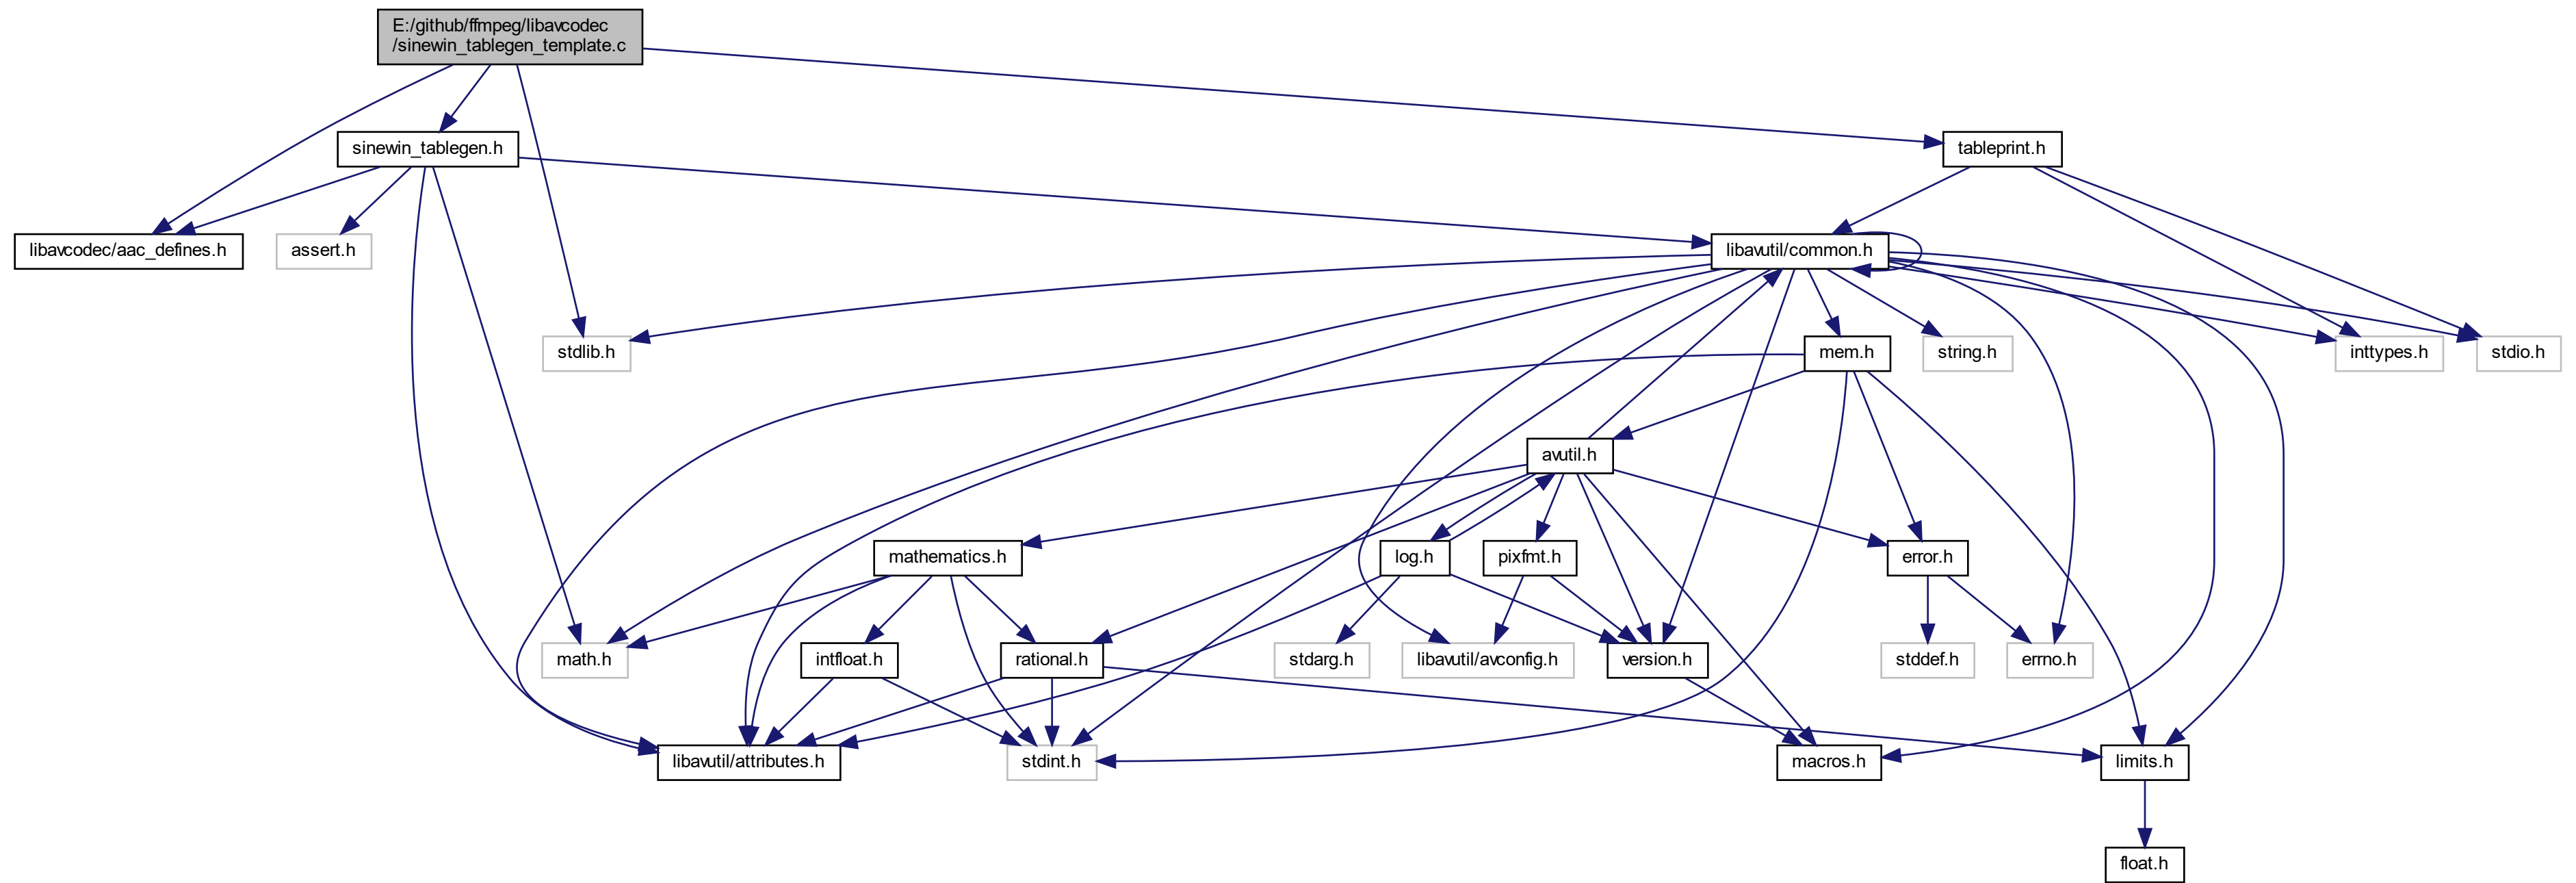 E:/github/ffmpeg/libavcodec
/sinewin_tablegen_template.c
sinewin_tablegen.h
tableprint.h
libavcodec/aac_defines.h
assert.h
libavutil/common.h
stdlib.h
mem.h
string.h
inttypes.h
stdio.h
avutil.h
mathematics.h
log.h
pixfmt.h
error.h
math.h
intfloat.h
rational.h
stdarg.h
libavutil/avconfig.h
version.h
stddef.h
errno.h
libavutil/attributes.h
stdint.h
macros.h
limits.h
float.h